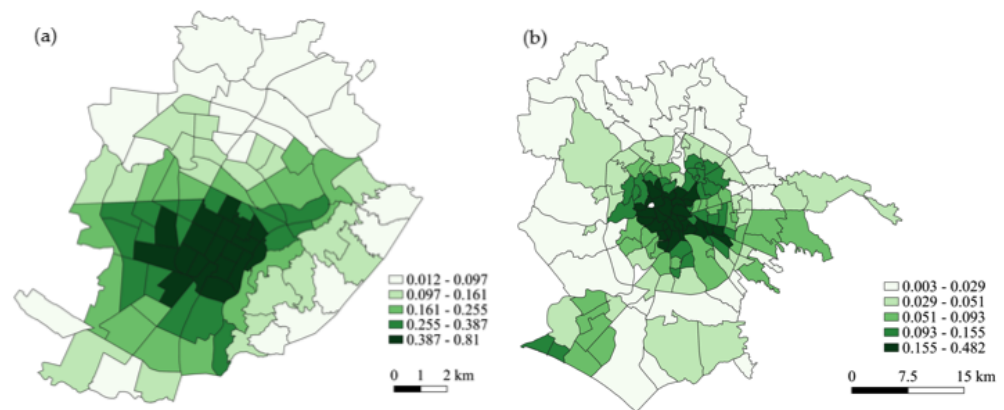 (a)
0.012 - 0.097
0.097 - 0.161
0.161 - 0.255
0.255 - 0.387
0.387 - 0.81
0 1 2 km
(b)
0.003 - 0.029
0.029 - 0.051
0.051 - 0.093
0.093 - 0.155
0.155 - 0.482
0 7.5 15 km